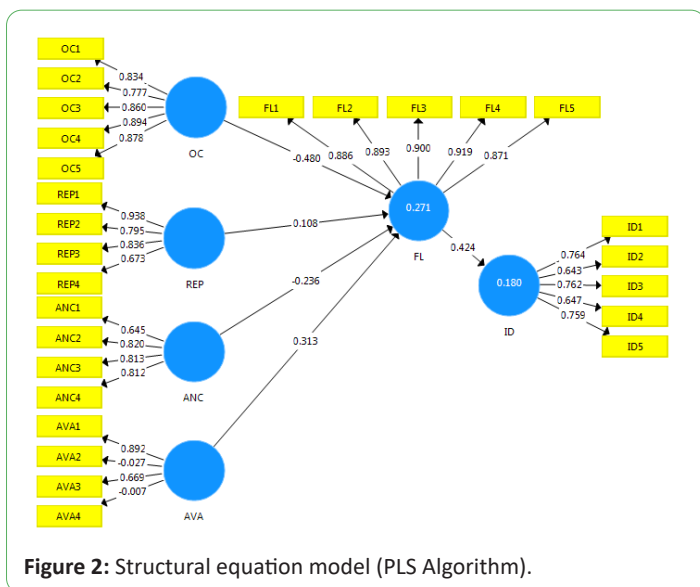 OC1
OC2
OC3
OC4
OC5
0.834
0.777
0.860
0.894
0.878
OC
FL1
FL2
FL3
FL4
FL5
0.886
0.893
0.900
0.919
0.871
-0.480
REP1
REP2
REP3
REP4
0.938
0.795
0.836
0.673
REP
0.108
0.271
FL
0.424
0.180
ID
ID1
ID2
ID3
ID4
ID5
0.764
0.643
0.762
0.647
0.759
ANC1
ANC2
ANC3
ANC4
0.645
0.820
0.813
0.812
ANC
-0.236
0.313
AVA1
AVA2
AVA3
AVA4
0.892
-0.027
0.669
-0.007
AVA
Figure 2: Structural equation model (PLS Algorithm).